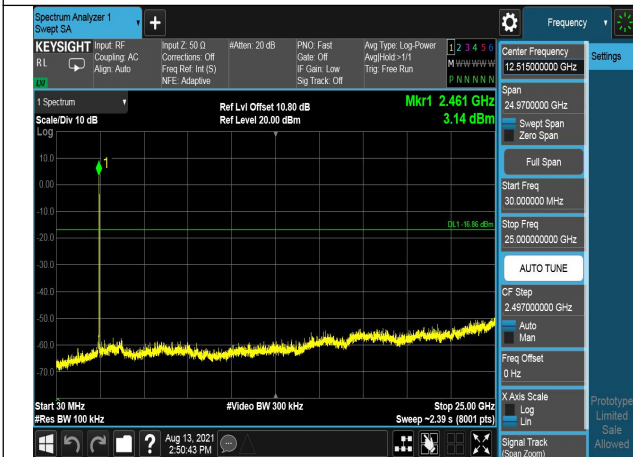 Spectrum Analyzer 1
Swept SA
Frequency
KEYSIGHT
RL
LXI
Input: RF
Coupling: AC
Align: Auto
Input Z: 50 Ω
Corrections: Off
Freq Ref: Int (S)
NFE: Adaptive
#Atten: 20 dB
PNO: Fast
Gate: Off
IF Gain: Low
Sig Track: Off
Avg Type: Log-Power
Avg|Hold:>1/1
Trig: Free Run
1 2 3 4 5 6
M W W W W W
P N N N N N
1 Spectrum
Scale/Div 10 dB
Log
Ref Lvl Offset 10.80 dB
Ref Level 20.00 dBm
Mkr1 2.461 GHz
3.14 dBm
1
10.0
0.00
-10.0
-20.0
-30.0
-40.0
-50.0
-60.0
-70.0
DL1 -16.86 dBm
Start 30 MHz
#Res BW 100 kHz
#Video BW 300 kHz
Stop 25.00 GHz
Sweep ~2.39 s (8001 pts)
?
Aug 13, 2021
2:50:43 PM
Center Frequency
12.515000000 GHz
Settings
Span
24.9700000 GHz
Swept Span
Zero Span
Full Span
Start Freq
30.000000 MHz
Stop Freq
25.000000000 GHz
AUTO TUNE
CF Step
2.497000000 GHz
Auto
Man
Freq Offset
0 Hz
X Axis Scale
Log
Lin
Signal Track
(Span Zoom)
Prototype
Limited
Sale
Allowed